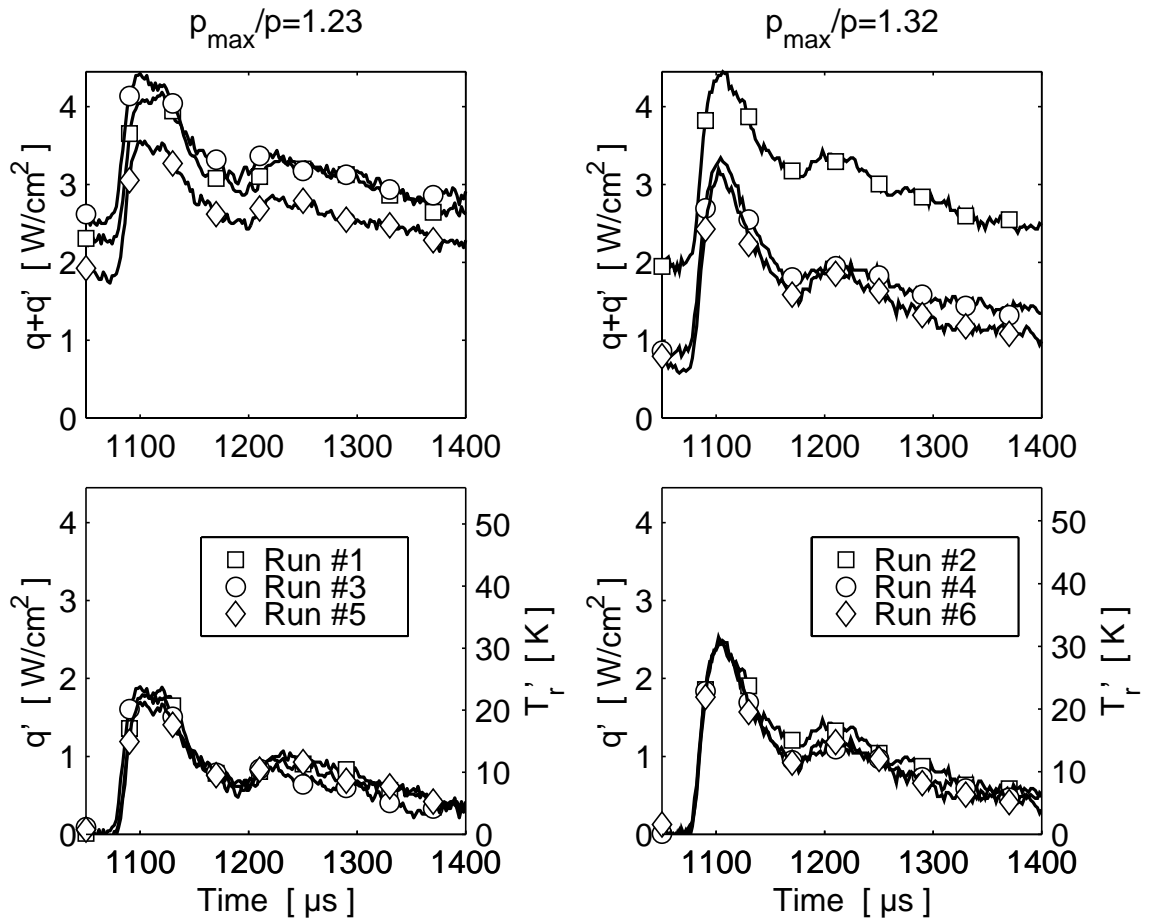 p_max/p=1.23
p_max/p=1.32
q+q' [ W/cm²]
4
3
2
1
0
1100 1200 1300 1400
q+q' [ W/cm²]
4
3
2
1
0
1100 1200 1300 1400
q' [ W/cm²]
4
3
2
1
0
Run #1
Run #3
Run #5
50
40
30
20
10
0
T_r' [ K]
1100 1200 1300 1400
Time [ µs]
q' [ W/cm²]
4
3
2
1
0
Run #2
Run #4
Run #6
50
40
30
20
10
0
T_r' [ K]
1100 1200 1300 1400
Time [ µs]